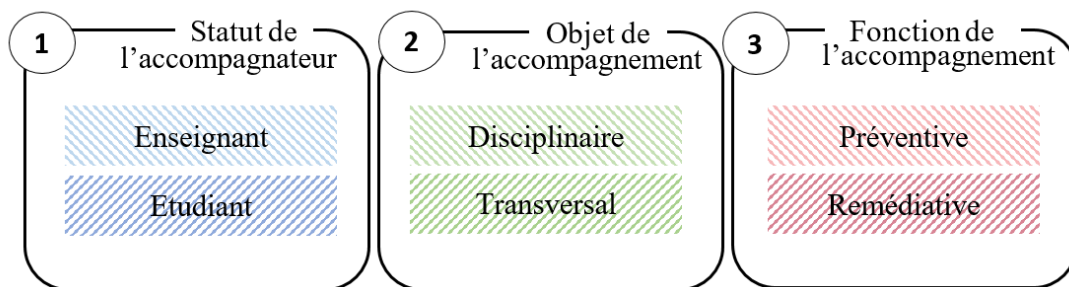 1
Statut de
l’accompagnateur
Enseignant
Etudiant
2
Objet de
l’accompagnement
Disciplinaire
Transversal
3
Fonction de
l’accompagnement
Préventive
Remédiative